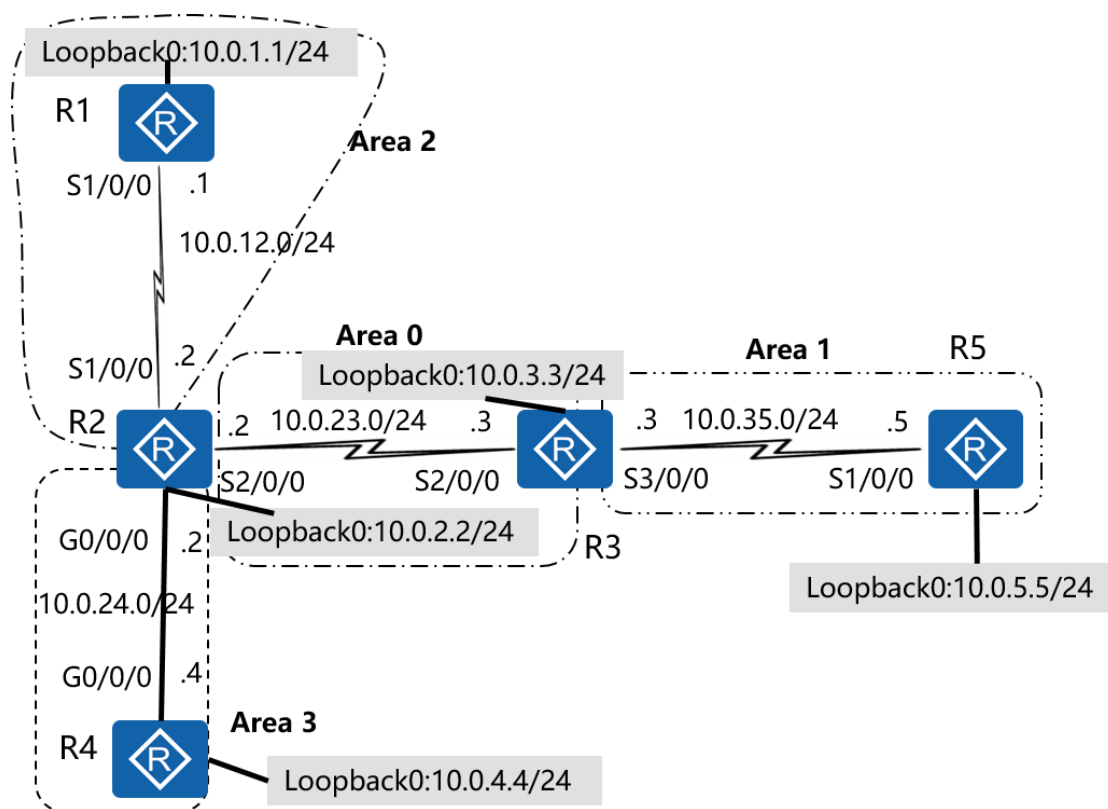 Loopback0:10.0.1.1/24
R1
R
Area 2
S1/0/0
.1
10.0.12.0/24
S1/0/0
.2
Area 0
Area 1
R5
Loopback0:10.0.3.3/24
R2
R
.2
10.0.23.0/24
.3
R
.3
10.0.35.0/24
.5
R
S2/0/0
S2/0/0
S3/0/0
S1/0/0
Loopback0:10.0.2.2/24
R3
G0/0/0
.2
Loopback0:10.0.5.5/24
10.0.24.0/24
G0/0/0
.4
Area 3
R4
R
Loopback0:10.0.4.4/24